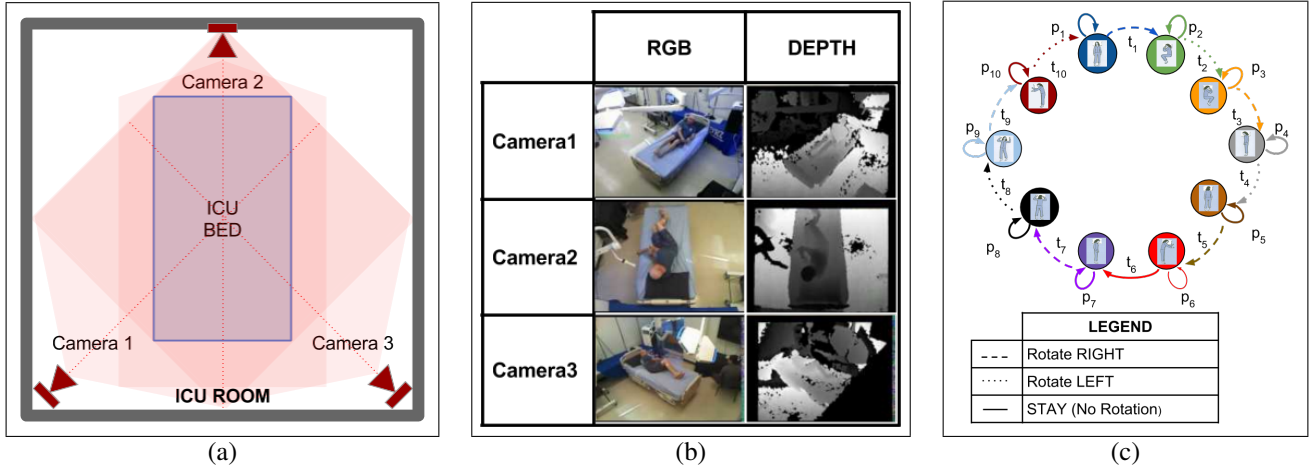 Camera 2
ICU
BED
Camera 1
Camera 3
ICU ROOM
(a)
RGB
DEPTH
Camera1
Camera2
Camera3
(b)
p1
t1
p2
t2
p3
t3
p4
t4
p5
t5
p6
t6
p7
t7
p8
t8
p9
t9
p10
t10
LEGEND
Rotate RIGHT
Rotate LEFT
STAY (No Rotation)
(c)